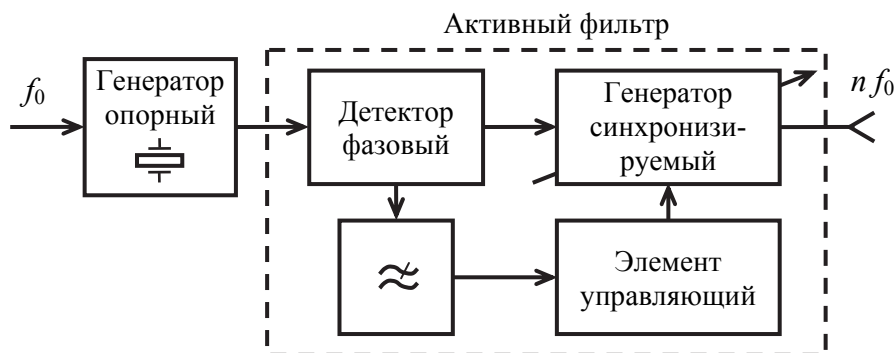 Активный фильтр
f₀
Генератор
опорный
Детектор
фазовый
Генератор
синхронизи-
руемый
n f₀
Элемент
управляющий